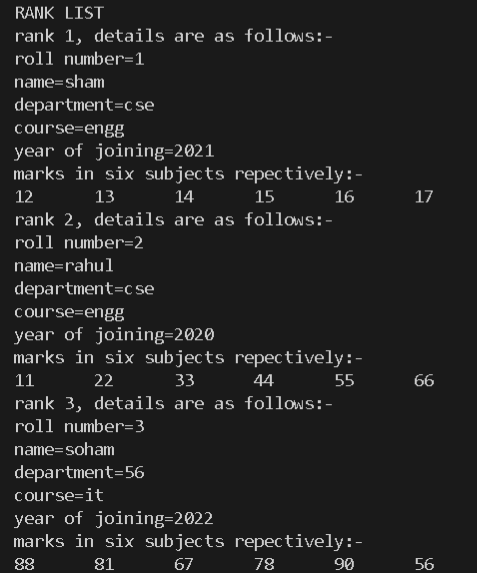 RANK LIST
rank 1, details are as follows:-
roll number=1
name=sham
department=cse
course=engg
year of joining=2021
marks in six subjects repectively:-
12 13 14 15 16 17
rank 2, details are as follows:-
roll number=2
name=rahul
department=cse
course=engg
year of joining=2020
marks in six subjects repectively:-
11 22 33 44 55 66
rank 3, details are as follows:-
roll number=3
name=soham
department=56
course=it
year of joining=2022
marks in six subjects repectively:-
88 81 67 78 90 56